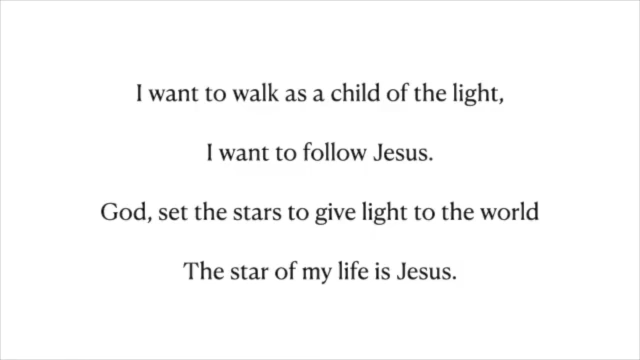 I want to walk as a child of the light,
I want to follow Jesus.
God, set the stars to give light to the world
The star of my life is Jesus.